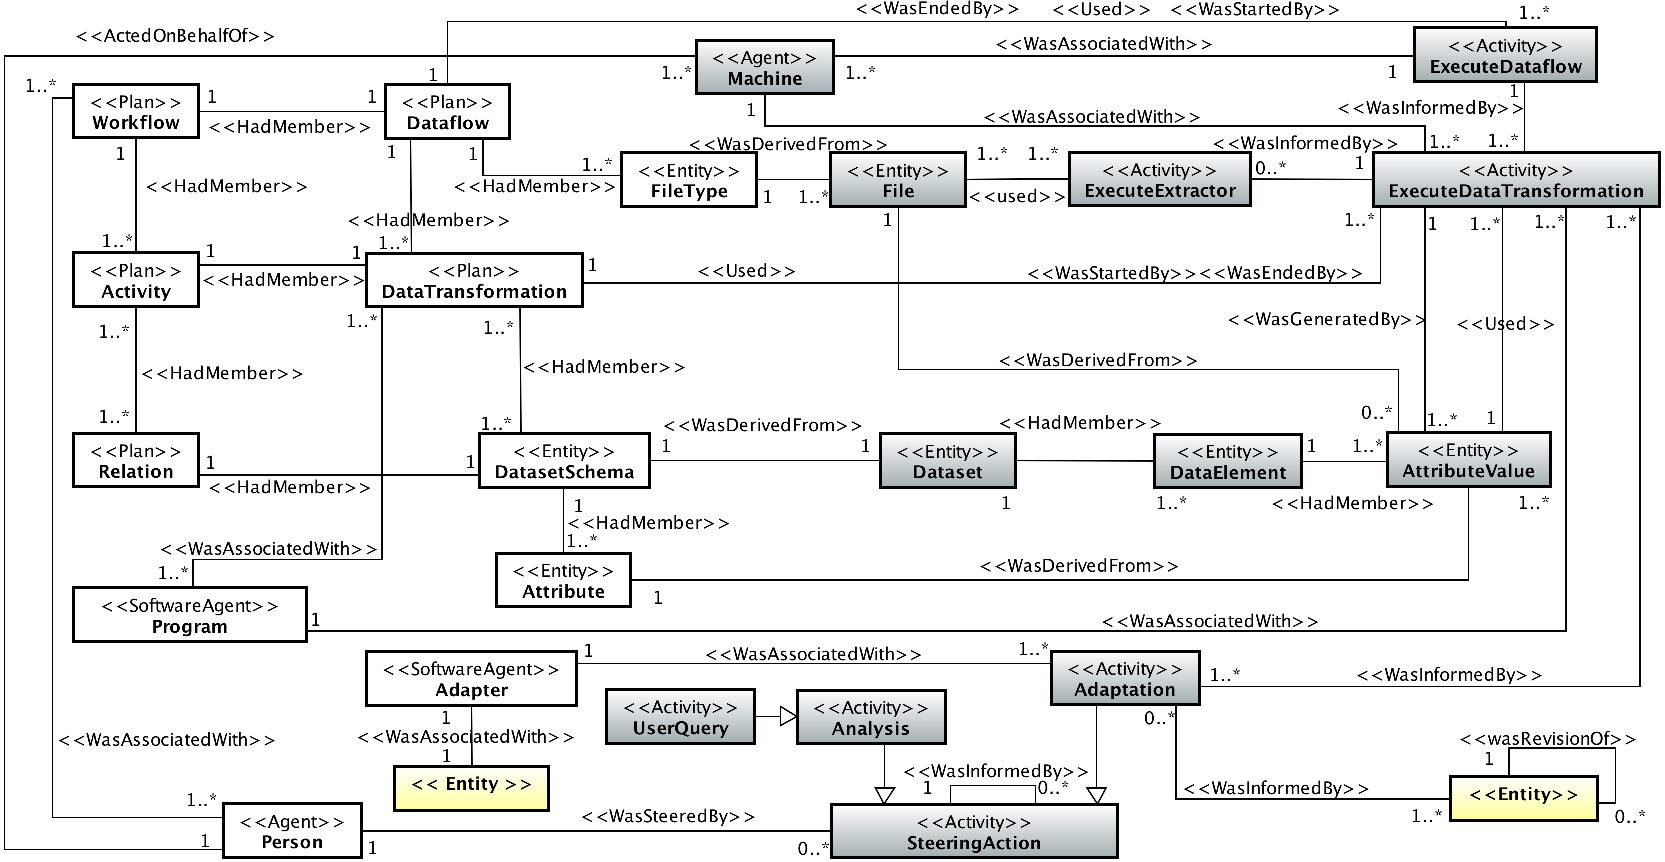 <<WasEndedBy>> <<Used>> <<WasStartedBy>> 1..*
<<ActedOnBehalfOf>>
<<WasAssociatedWith>>
<<Agent>>
Machine
1..* 1..* 1
<<Activity>>
ExecuteDataflow
1..*
<<Plan>>
Workflow
1 1
<<HadMember>>
1
<<Plan>>
Dataflow
1
<<WasAssociatedWith>>
1
<<WasInformedBy>>
1..* 1..*
1 1 1
<<HadMember>>
1..*
<<HadMember>>
<<Entity>>
FileType
<<WasDerivedFrom>>
1 1..*
<<Entity>>
File
1..* 1..*
<<used>>
<<Activity>>
ExecuteExtractor
<<WasInformedBy>>
0..* 1
<<Activity>>
ExecuteDataTransformation
<<HadMember>>
1..* 1..*
1 1..* 1 1..* 1..* 1..*
<<Plan>>
Activity
1 1
<<HadMember>>
<<Plan>>
DataTransformation
1
<<Used>> <<WasStartedBy>> <<WasEndedBy>>
1..* 1..* 1..*
<<WasGeneratedBy>> <<Used>>
<<HadMember>> <<HadMember>> <<WasDerivedFrom>>
1..* 1..* 0..* 1..* 1
<<Plan>>
Relation
1 1
<<HadMember>>
<<Entity>>
DatasetSchema
<<WasDerivedFrom>>
1 1
<<Entity>>
Dataset
<<HadMember>>
1 1..*
<<Entity>>
DataElement
1 1..*
<<HadMember>>
<<Entity>>
AttributeValue
1..*
1
<<HadMember>>
1..*
<<WasAssociatedWith>>
1..*
<<Entity>>
Attribute
1
<<WasDerivedFrom>>
<<SoftwareAgent>>
Program
1
<<WasAssociatedWith>>
<<SoftwareAgent>>
Adapter
1
<<WasAssociatedWith>>
1..*
<<Activity>>
Adaptation
1..*
<<WasInformedBy>>
<<Activity>>
UserQuery
<<Activity>>
Analysis
1
<<WasAssociatedWith>>
1
<<WasAssociatedWith>>
0..*
<<wasRevisionOf>>
1
<< Entity >>
<<WasInformedBy>>
1 0..*
<<WasInformedBy>>
1..*
<<Entity>>
0..*
1..*
<<Agent>>
Person
1 1
<<WasSteeredBy>>
0..*
<<Activity>>
SteeringAction